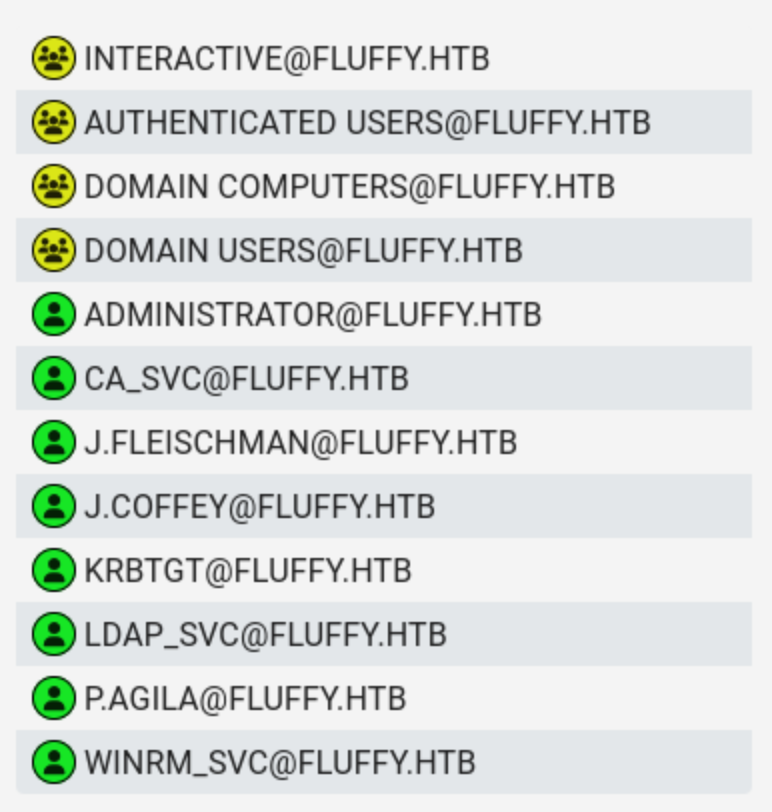 INTERACTIVE@FLUFFY.HTB
AUTHENTICATED USERS@FLUFFY.HTB
DOMAIN COMPUTERS@FLUFFY.HTB
DOMAIN USERS@FLUFFY.HTB
ADMINISTRATOR@FLUFFY.HTB
CA_SVC@FLUFFY.HTB
J.FLEISCHMAN@FLUFFY.HTB
J.COFFEY@FLUFFY.HTB
KRBTGT@FLUFFY.HTB
LDAP_SVC@FLUFFY.HTB
P.AGILA@FLUFFY.HTB
WINRM_SVC@FLUFFY.HTB